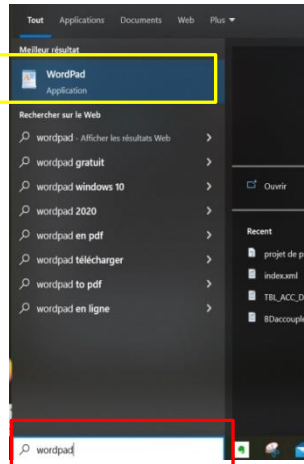 Tout Applications Documents Web Plus
Meilleur résultat
WordPad
Application
Rechercher sur le Web
wordpad - Afficher les résultats Web
wordpad gratuit
wordpad windows 10
wordpad 2020
wordpad en pdf
wordpad télécharger
wordpad to pdf
wordpad en ligne
Ouvrir
Recent
projet de p
index.xml
TBL_ACC_D
BDaccouple
wordpad